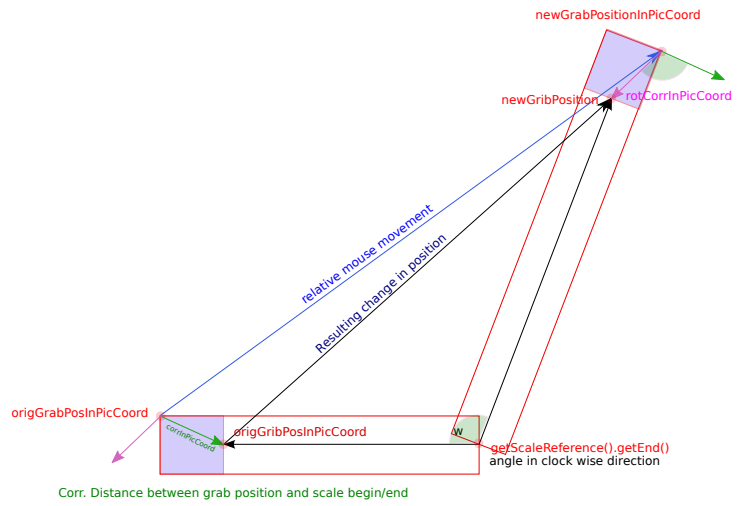 newGrabPositionInPicCoord
rotCorrInPicCoord
newGribPosition
relative mouse movement
Resulting change in position
origGrabPosInPicCoord
corrInPicCoord
origGribPosInPicCoord
w
getScaleReference().getEnd()
angle in clock wise direction
Corr. Distance between grab position and scale begin/end